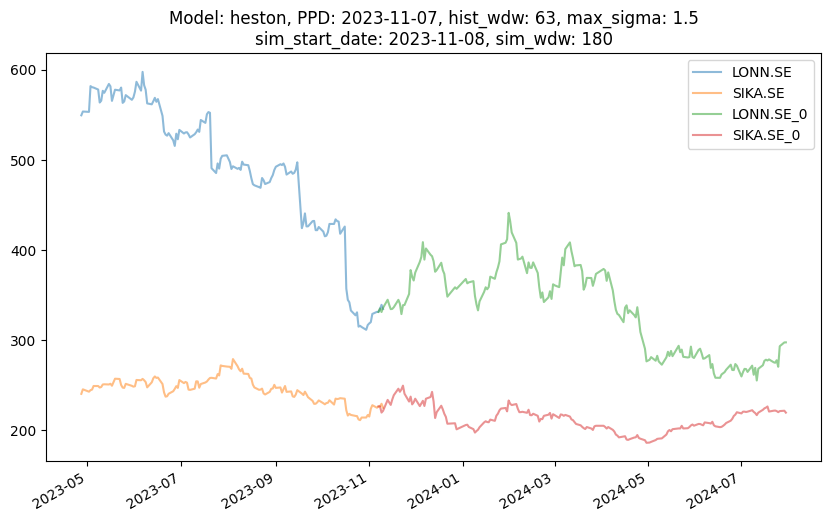 Model: heston, PPD: 2023-11-07, hist_wdw: 63, max_sigma: 1.5
sim_start_date: 2023-11-08, sim_wdw: 180
LONN.SE
SIKA.SE
LONN.SE_0
SIKA.SE_0
600
500
400
300
200
2023-05
2023-07
2023-09
2023-11
2024-01
2024-03
2024-05
2024-07